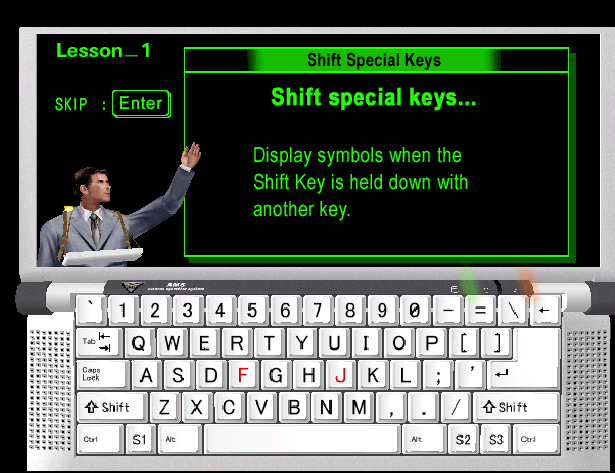 Lesson_1
Shift Special Keys
SKIP : Enter
Shift special keys...
Display symbols when the
Shift Key is held down with
another key.
AMS
` 1 2 3 4 5 6 7 8 9 0 - = \ ←
Tab Q W E R T Y U I O P [ ]
Caps Lock A S D F G H J K L ; '
Shift Z X C V B N M , . / Shift
Ctrl S1 Alt Alt S2 S3 Ctrl